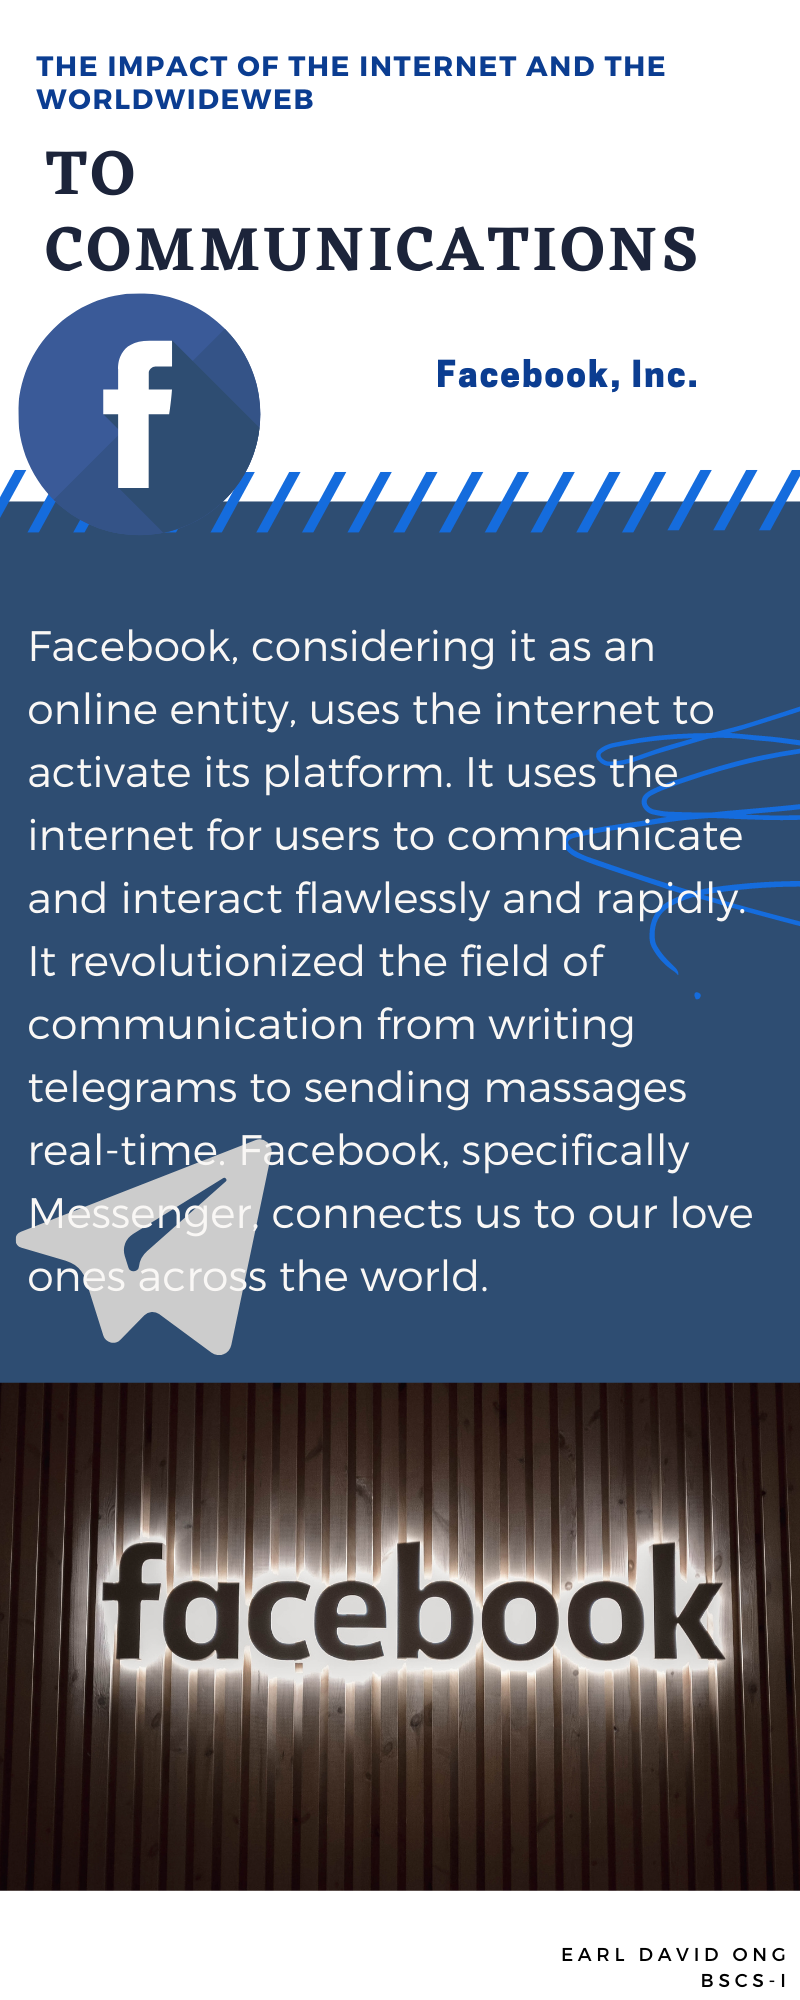 THE IMPACT OF THE INTERNET AND THE
WORLDWIDEWEB
TO
COMMUNICATIONS
f
Facebook, Inc.
Facebook, considering it as an
online entity, uses the internet to
activate its platform. It uses the
internet for users to communicate
and interact flawlessly and rapidly.
It revolutionized the field of
communication from writing
telegrams to sending massages
real-time. Facebook, specifically
Messenger, connects us to our love
ones across the world.
facebook
EARL DAVID ONG
BSCS-I